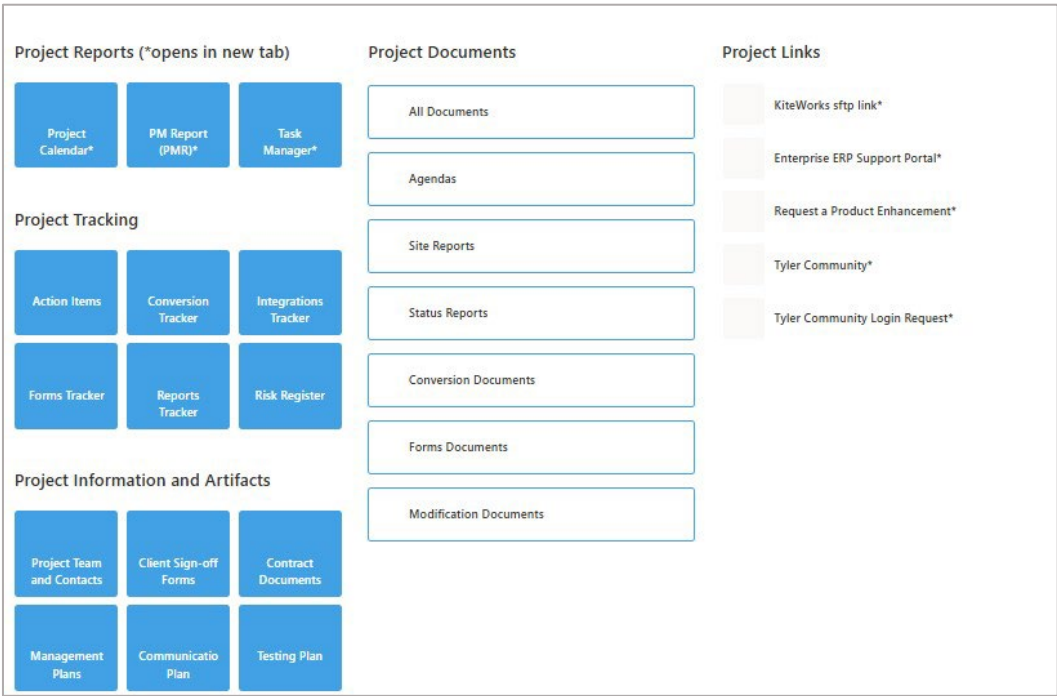 Project Reports (*opens in new tab)
Project
Calendar*
PM Report
(PMR)*
Task
Manager*
Project Tracking
Action Items
Conversion
Tracker
Integrations
Tracker
Forms Tracker
Reports
Tracker
Risk Register
Project Information and Artifacts
Project Team
and Contacts
Client Sign-off
Forms
Contract
Documents
Management
Plans
Communicatio
Plan
Testing Plan
Project Documents
All Documents
Agendas
Site Reports
Status Reports
Conversion Documents
Forms Documents
Modification Documents
Project Links
KiteWorks sftp link*
Enterprise ERP Support Portal*
Request a Product Enhancement*
Tyler Community*
Tyler Community Login Request*